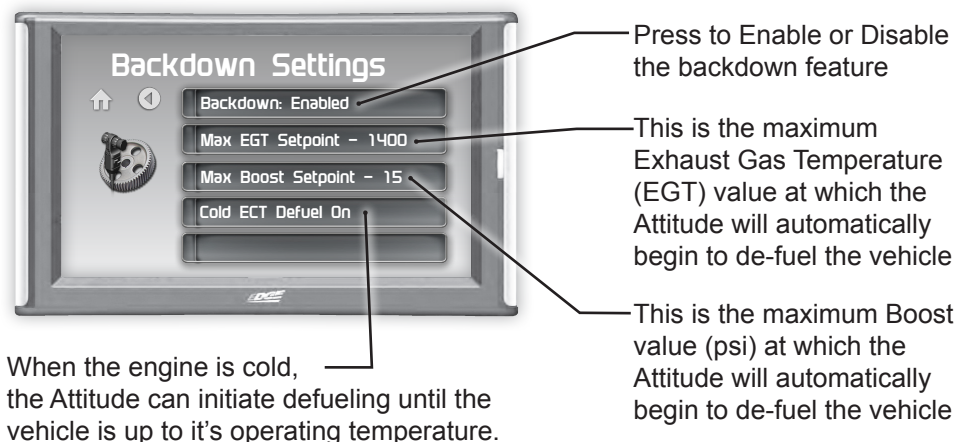 Backdown Settings
Backdown: Enabled
Max EGT Setpoint - 1400
Max Boost Setpoint - 15
Cold ECT Defuel On
EDGE
Press to Enable or Disable
the backdown feature
This is the maximum
Exhaust Gas Temperature
(EGT) value at which the
Attitude will automatically
begin to de-fuel the vehicle
This is the maximum Boost
value (psi) at which the
Attitude will automatically
begin to de-fuel the vehicle
When the engine is cold,
the Attitude can initiate defueling until the
vehicle is up to it's operating temperature.